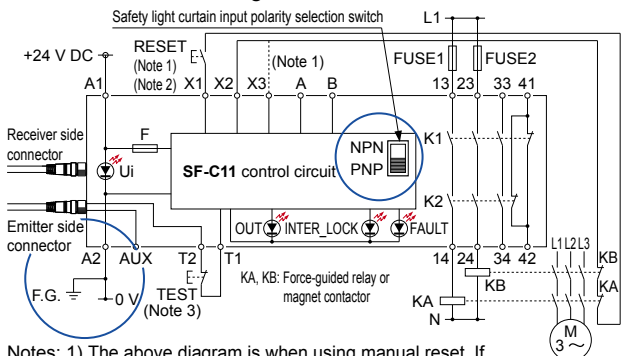 Safety light curtain input polarity selection switch
L1
+24 V DC
RESET
(Note 1)
(Note 2)
(Note 1)
FUSE1
FUSE2
A1
X1
X2
X3
A
B
13
23
33
41
Receiver side
connector
F
Ui
SF-C11 control circuit
NPN
PNP
K1
K2
OUT
INTER_LOCK
FAULT
Emitter side
connector
A2
AUX
T2
T1
14
24
34
42
L1 L2 L3
KB
KA
F.G.
0 V
TEST
(Note 3)
KA, KB: Force-guided relay or
magnet contactor
KB
KA
N
M
3～
Notes: 1) The above diagram is when using manual reset. If